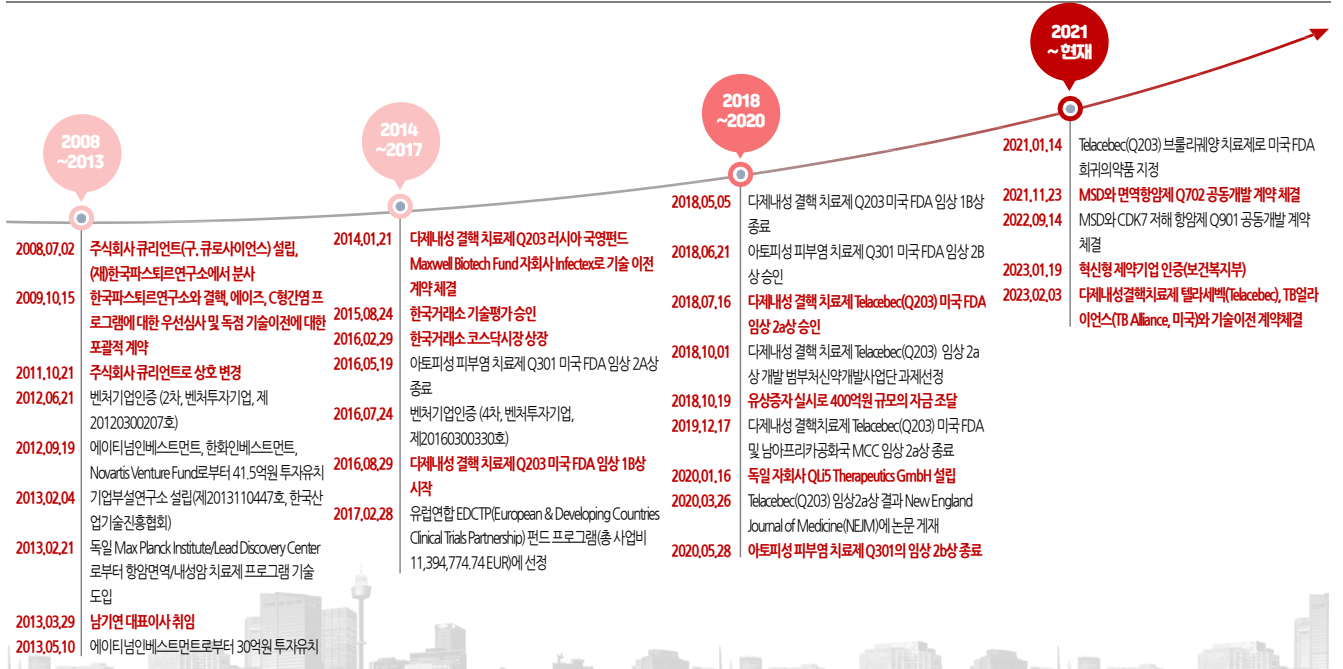 2008
~2013
2008.07.02 주식회사 큐리언트(구. 큐로사이언스) 설립,
(재)한국파스퇴르연구소에서 분사
2009.10.15 한국파스퇴르연구소와 결핵, 에이즈, C형간염 프
로그램에 대한 우선심사 및 독점 기술이전에 대한
포괄적 계약
2011.10.21 주식회사 큐리언트로 상호 변경
2012.06.21 벤처기업인증 (2차, 벤처투자기업, 제
20120300207호)
2012.09.19 에이티넘인베스트먼트, 한화인베스트먼트,
Novartis Venture Fund로부터 41.5억원 투자유치
2013.02.04 기업부설연구소 설립(제2013110447호, 한국산
업기술진흥협회)
2013.02.21 독일 Max Planck Institute/Lead Discovery Center
로부터 항암면역/내성암 치료제 프로그램 기술
도입
2013.03.29 남기연 대표이사 취임
2013.05.10 에이티넘인베스트먼트로부터 30억원 투자유치
2014
~2017
2014.01.21 다제내성 결핵 치료제 Q203 러시아 국영펀드
Maxwell Biotech Fund 자회사 Infectex로 기술 이전
계약 체결
2015.08.24 한국거래소 기술평가 승인
2016.02.29 한국거래소 코스닥시장 상장
2016.05.19 아토피성 피부염 치료제 Q301 미국 FDA 임상 2A상
종료
2016.07.24 벤처기업인증 (4차, 벤처투자기업,
제20160300330호)
2016.08.29 다제내성 결핵 치료제 Q203 미국 FDA 임상 1B상
시작
2017.02.28 유럽연합 EDCTP(European & Developing Countries
Clinical Trials Partnership) 펀드 프로그램(총 사업비
11,394,774.74 EUR)에 선정
2018
~2020
2018.05.05 다제내성 결핵 치료제 Q203 미국 FDA 임상 1B상
종료
2018.06.21 아토피성 피부염 치료제 Q301 미국 FDA 임상 2B
상 승인
2018.07.16 다제내성 결핵 치료제 Telacebec(Q203) 미국 FDA
임상 2a상 승인
2018.10.01 다제내성 결핵 치료제 Telacebec(Q203) 임상 2a
상 개발 범부처신약개발사업단 과제선정
2018.10.19 유상증자 실시로 400억원 규모의 자금 조달
2019.12.17 다제내성 결핵치료제 Telacebec(Q203) 미국 FDA
및 남아프리카공화국 MCC 임상 2a상 종료
2020.01.16 독일 자회사 QLi5 Therapeutics GmbH 설립
2020.03.26 Telacebec(Q203) 임상2a상 결과 New England
Journal of Medicine(NEJM)에 논문 게재
2020.05.28 아토피성 피부염 치료제 Q301의 임상 2b상 종료
2021
~현재
2021.01.14 Telacebec(Q203) 브룰리궤양 치료제로 미국 FDA
희귀의약품 지정
2021.11.23 MSD와 면역항암제 Q702 공동개발 계약 체결
2022.09.14 MSD와 CDK7 저해 항암제 Q901 공동개발 계약
체결
2023.01.19 혁신형 제약기업 인증(보건복지부)
2023.02.03 다제내성결핵치료제 텔라세벡(Telacebec), TB얼라
이언스(TB Alliance, 미국)와 기술이전 계약체결